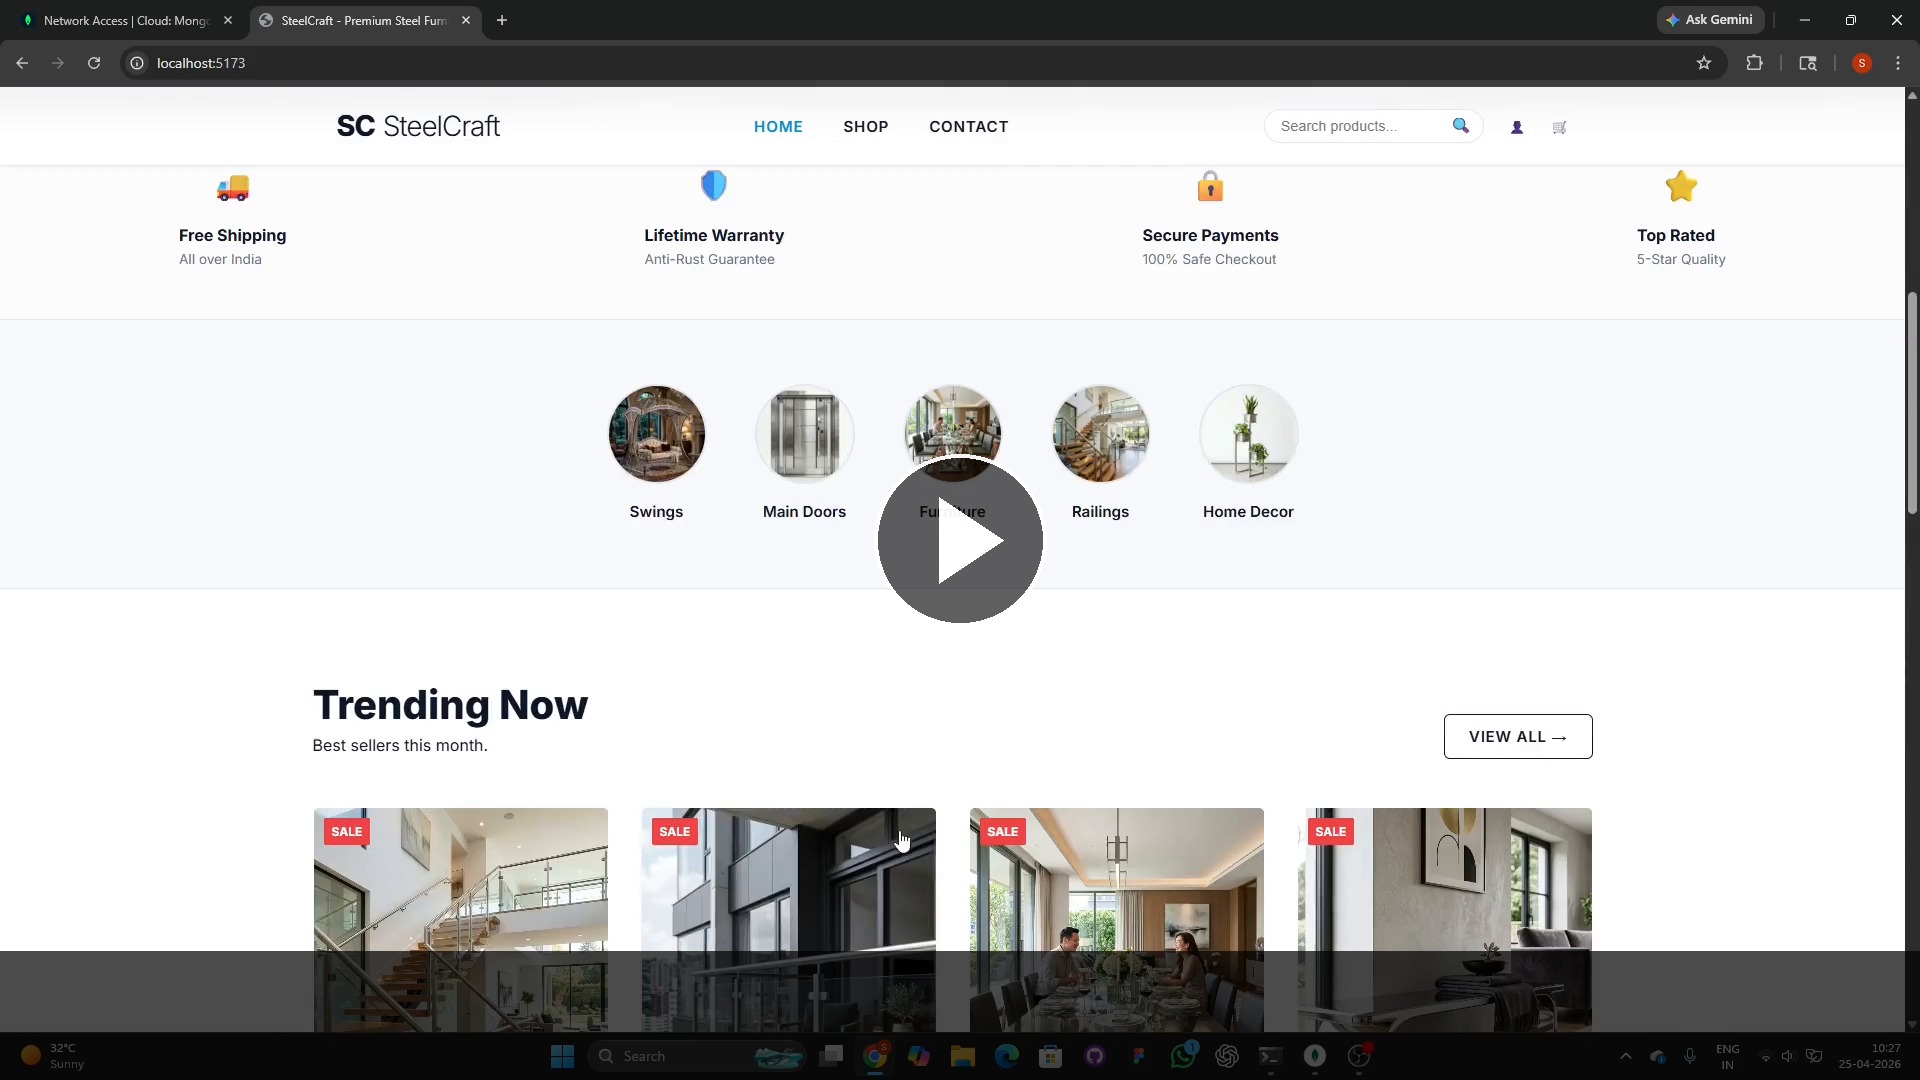 Network Access | Cloud: Mong
SteelCraft - Premium Steel Furn
Ask Gemini
localhost:5173
S
SC SteelCraft
HOME
SHOP
CONTACT
Search products...
Free Shipping
All over India
Lifetime Warranty
Anti-Rust Guarantee
Secure Payments
100% Safe Checkout
Top Rated
5-Star Quality
Swings
Main Doors
Furniture
Railings
Home Decor
Trending Now
Best sellers this month.
VIEW ALL →
SALE
SALE
SALE
SALE
32°C
Sunny
Search
S
1
ENG
IN
10:27
25-04-2026